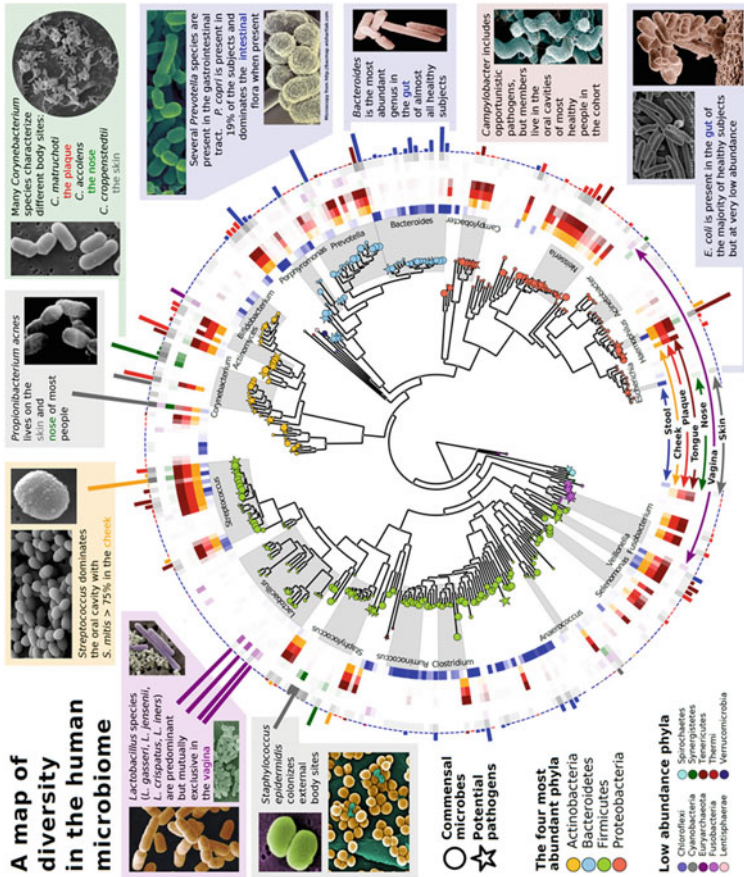 A map of
diversity
in the human
microbiome
Streptococcus dominates
the oral cavity with
S. mitis > 75% in the cheek
Propionibacterium acnes
lives on the
skin and
nose of most
people
Many Corynebacterium
species characterize
different body sites:
C. matruchoti
the plaque
C. accolens
the nose
C. croppenstedtii
the skin
Several Prevotella species are
present in the gastrointestinal
tract. P. copri is present in
19% of the subjects and
dominates the intestinal
flora when present
Bacteroides
is the most
abundant
genus in
the gut
of almost
all healthy
subjects
Campylobacter includes
opportunistic
pathogens,
but members
live in the
oral cavities
of most
healthy
people in
the cohort
E. coli is present in the gut of
the majority of healthy subjects
but at very low abundance
Lactobacillus species
(L. gasseri, L. jensenii,
L. crispatus, L. iners)
are predominant
but mutually
exclusive in
the vagina
Staphylococcus
epidermidis
colonizes
external
body sites
Commensal
microbes
Potential
pathogens
The four most
abundant phyla
Actinobacteria
Bacteroidetes
Firmicutes
Proteobacteria
Low abundance phyla
Chloroflexi
Cyanobacteria
Euryarchaeota
Fusobacteria
Lentisphaerae
Spirochaetes
Synergistetes
Tenericutes
Thermi
Verrucomicrobia
Streptococcus
Lactobacillus
Staphylococcus
Ruminococcus
Clostridium
Anaerococcus
Selenomonas
Veillonella
Fusobacterium
Corynebacterium
Actinomyces
Bifidobacterium
Porphyromonas
Prevotella
Bacteroides
Campylobacter
Neisseria
Haemophilus
Escherichia
Stool
Cheek
Plaque
Tongue
Nose
Vagina
Skin